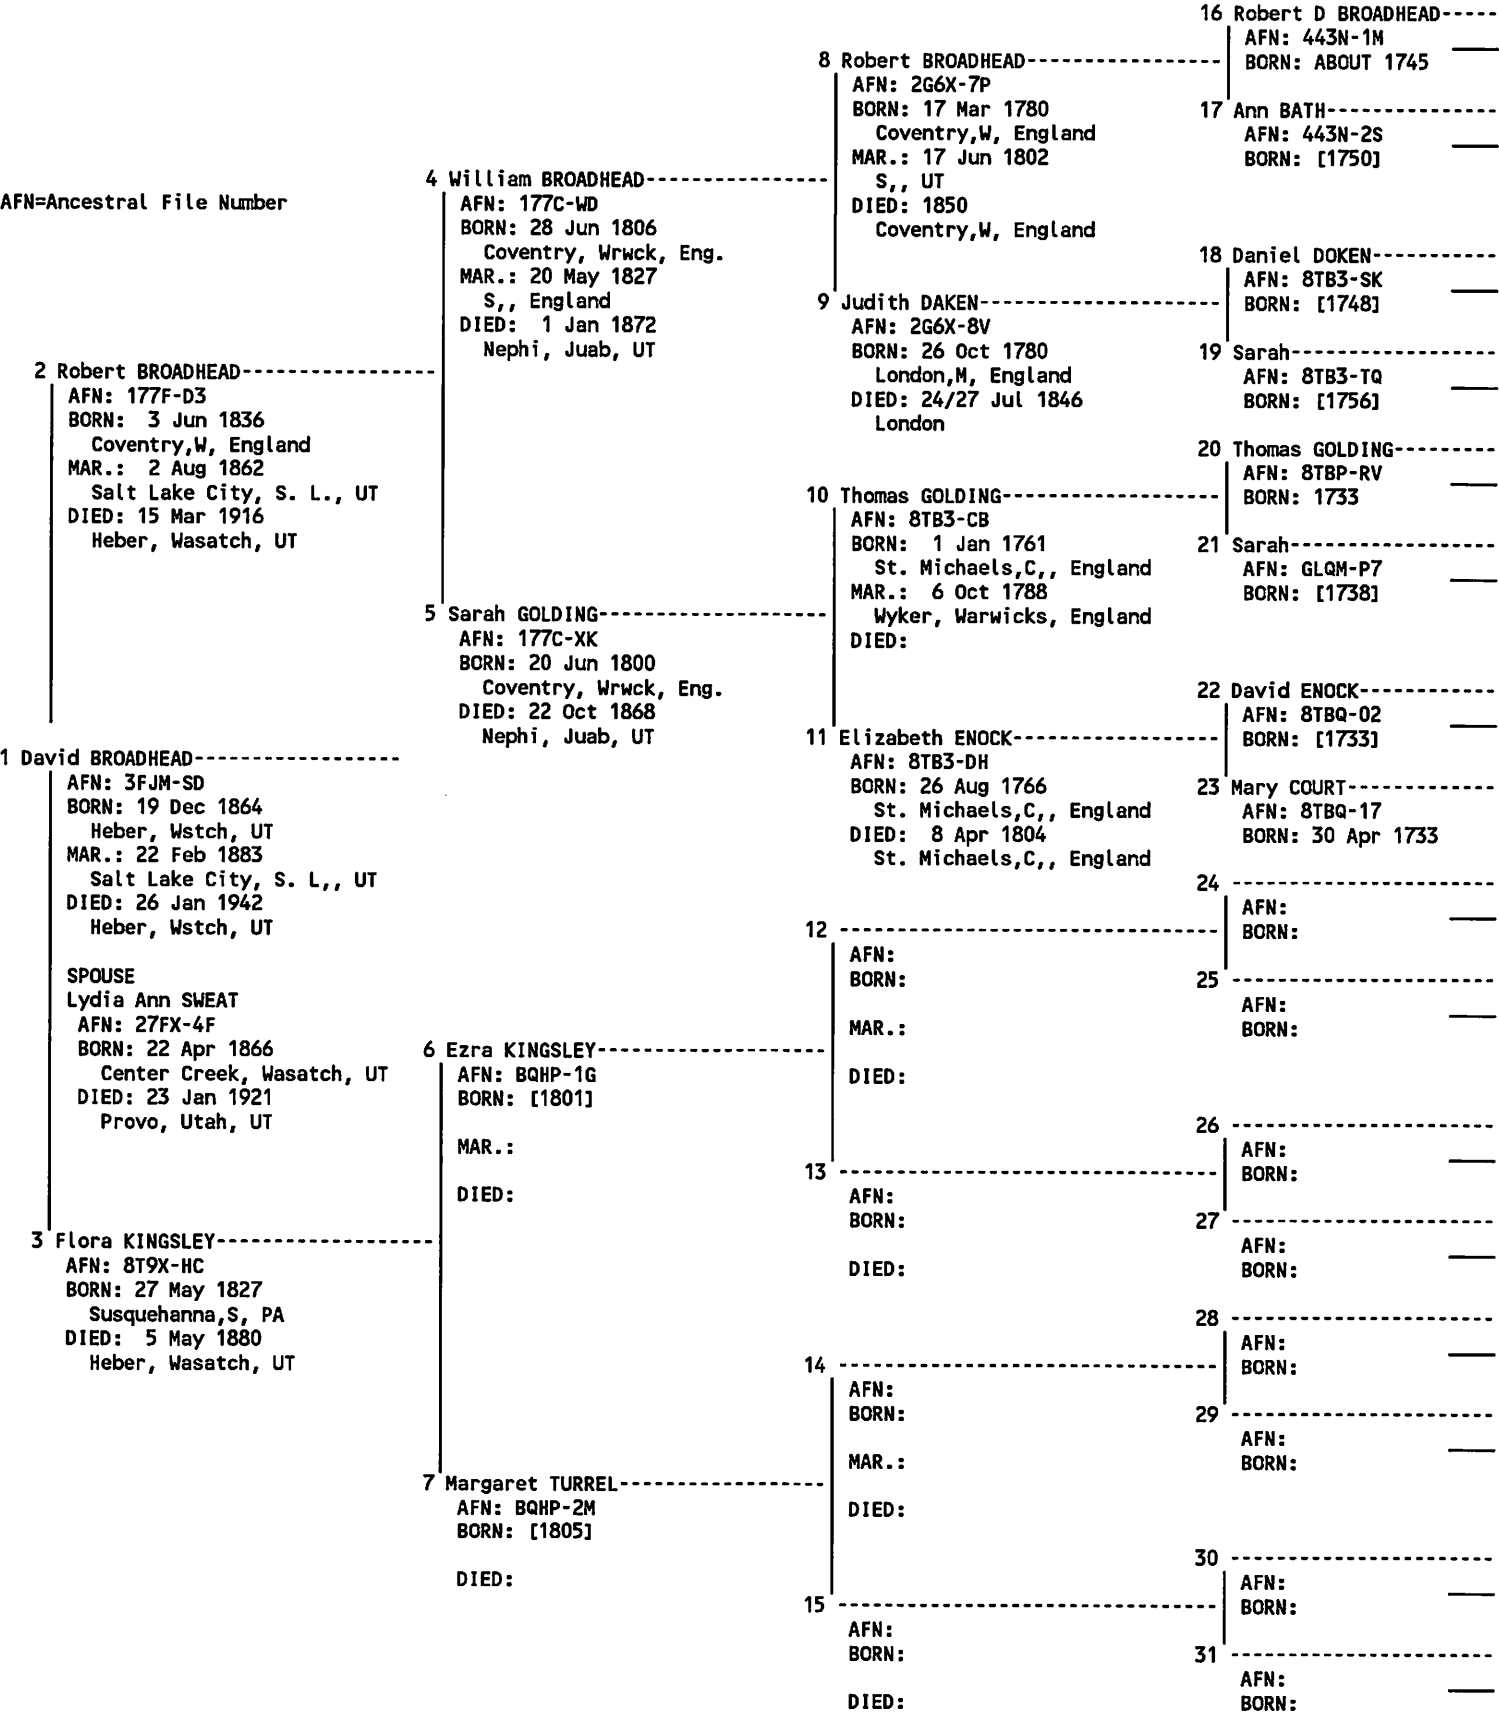 AFN=Ancestral File Number
1 David BROADHEAD------------------
AFN: 3FJM-SD
BORN: 19 Dec 1864
Heber, Wstch, UT
MAR.: 22 Feb 1883
Salt Lake City, S. L,, UT
DIED: 26 Jan 1942
Heber, Wstch, UT
SPOUSE
Lydia Ann SWEAT
AFN: 27FX-4F
BORN: 22 Apr 1866
Center Creek, Wasatch, UT
DIED: 23 Jan 1921
Provo, Utah, UT
2 Robert BROADHEAD-----------------
AFN: 177F-D3
BORN:  3 Jun 1836
Coventry,W, England
MAR.:  2 Aug 1862
Salt Lake City, S. L., UT
DIED: 15 Mar 1916
Heber, Wasatch, UT
3 Flora KINGSLEY-------------------
AFN: 8T9X-HC
BORN: 27 May 1827
Susquehanna,S, PA
DIED:  5 May 1880
Heber, Wasatch, UT
4 William BROADHEAD----------------
AFN: 177C-WD
BORN: 28 Jun 1806
Coventry, Wrwck, Eng.
MAR.: 20 May 1827
S,, England
DIED:  1 Jan 1872
Nephi, Juab, UT
5 Sarah GOLDING--------------------
AFN: 177C-XK
BORN: 20 Jun 1800
Coventry, Wrwck, Eng.
DIED: 22 Oct 1868
Nephi, Juab, UT
6 Ezra KINGSLEY--------------------
AFN: BQHP-1G
BORN: [1801]
MAR.:
DIED:
7 Margaret TURREL------------------
AFN: BQHP-2M
BORN: [1805]
DIED:
8 Robert BROADHEAD-----------------
AFN: 2G6X-7P
BORN: 17 Mar 1780
Coventry,W, England
MAR.: 17 Jun 1802
S,, UT
DIED: 1850
Coventry,W, England
9 Judith DAKEN---------------------
AFN: 2G6X-8V
BORN: 26 Oct 1780
London,M, England
DIED: 24/27 Jul 1846
London
10 Thomas GOLDING-------------------
AFN: 8TB3-CB
BORN:  1 Jan 1761
St. Michaels,C,, England
MAR.:  6 Oct 1788
Wyker, Warwicks, England
DIED:
11 Elizabeth ENOCK------------------
AFN: 8TB3-DH
BORN: 26 Aug 1766
St. Michaels,C,, England
DIED:  8 Apr 1804
St. Michaels,C,, England
12 ---------------------------------
AFN:
BORN:
MAR.:
DIED:
13 ---------------------------------
AFN:
BORN:
DIED:
14 ---------------------------------
AFN:
BORN:
MAR.:
DIED:
15 ---------------------------------
AFN:
BORN:
DIED:
16 Robert D BROADHEAD-----
AFN: 443N-1M
BORN: ABOUT 1745
17 Ann BATH---------------
AFN: 443N-2S
BORN: [1750]
18 Daniel DOKEN-----------
AFN: 8TB3-SK
BORN: [1748]
19 Sarah------------------
AFN: 8TB3-TQ
BORN: [1756]
20 Thomas GOLDING---------
AFN: 8TBP-RV
BORN: 1733
21 Sarah------------------
AFN: GLQM-P7
BORN: [1738]
22 David ENOCK------------
AFN: 8TBQ-02
BORN: [1733]
23 Mary COURT-------------
AFN: 8TBQ-17
BORN: 30 Apr 1733
24 -----------------------
AFN:
BORN:
25 -----------------------
AFN:
BORN:
26 -----------------------
AFN:
BORN:
27 -----------------------
AFN:
BORN:
28 -----------------------
AFN:
BORN:
29 -----------------------
AFN:
BORN:
30 -----------------------
AFN:
BORN:
31 -----------------------
AFN:
BORN: